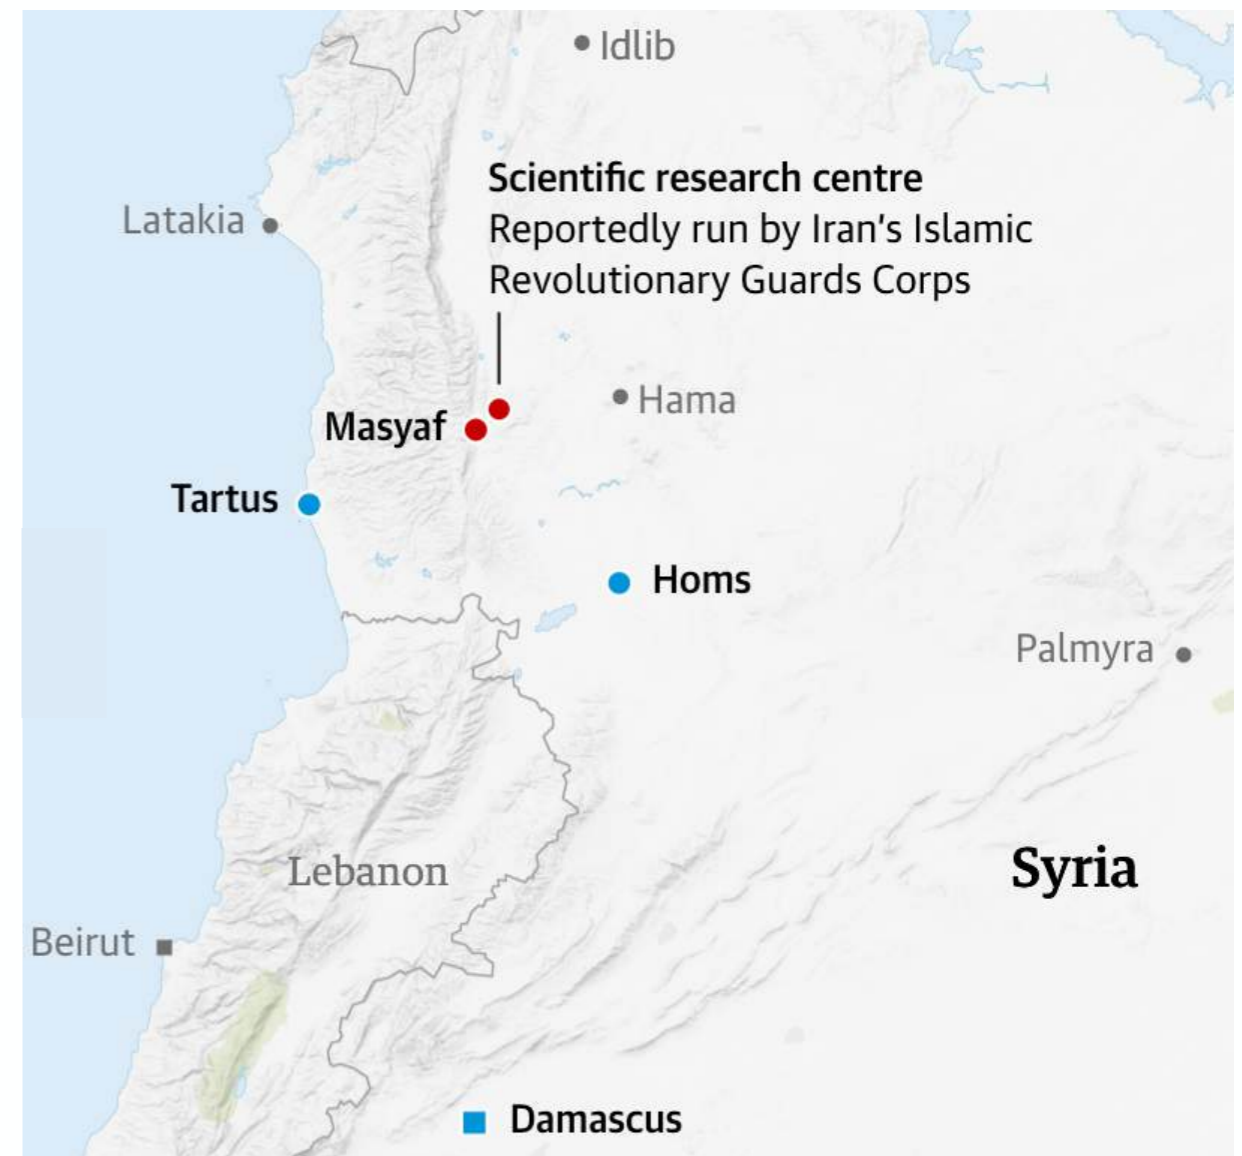 Idlib
Scientific research centre
Reportedly run by Iran's Islamic
Revolutionary Guards Corps
Latakia
Hama
Masyaf
Tartus
Homs
Palmyra
Lebanon
Syria
Beirut
Damascus